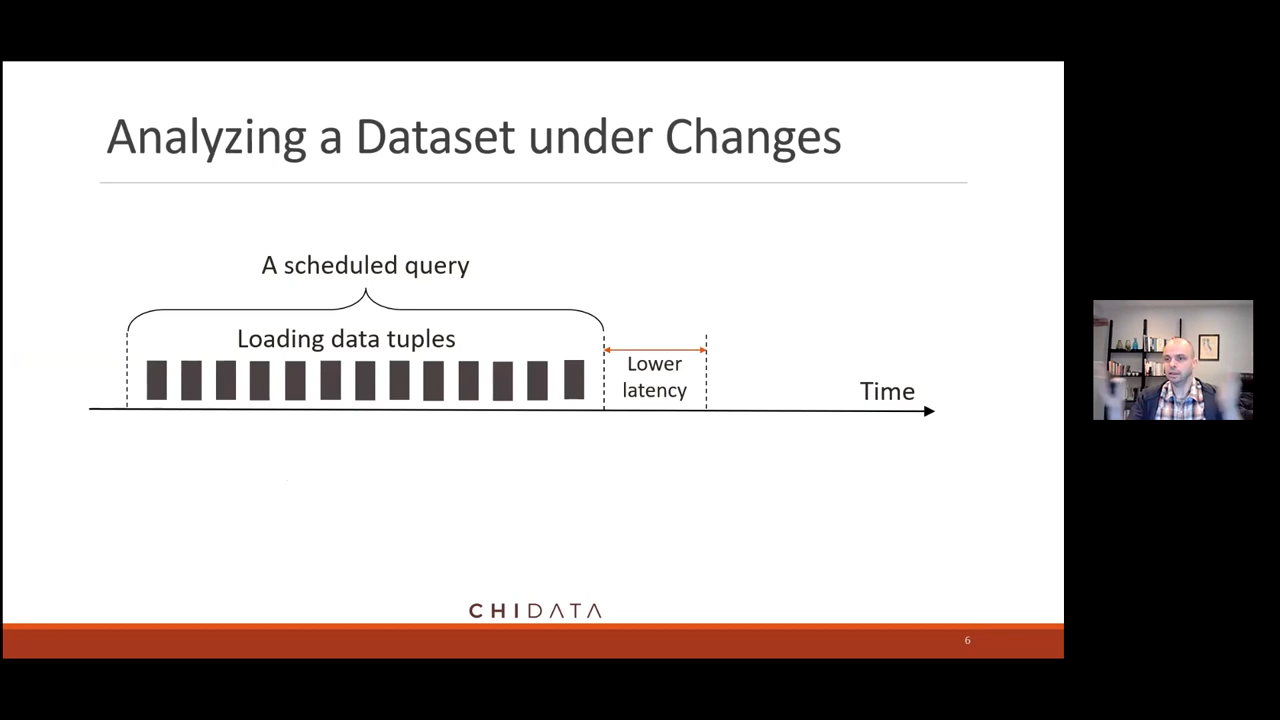 Analyzing a Dataset under Changes
A scheduled query
Loading data tuples
Lower
latency
Time
CHIDATA
6